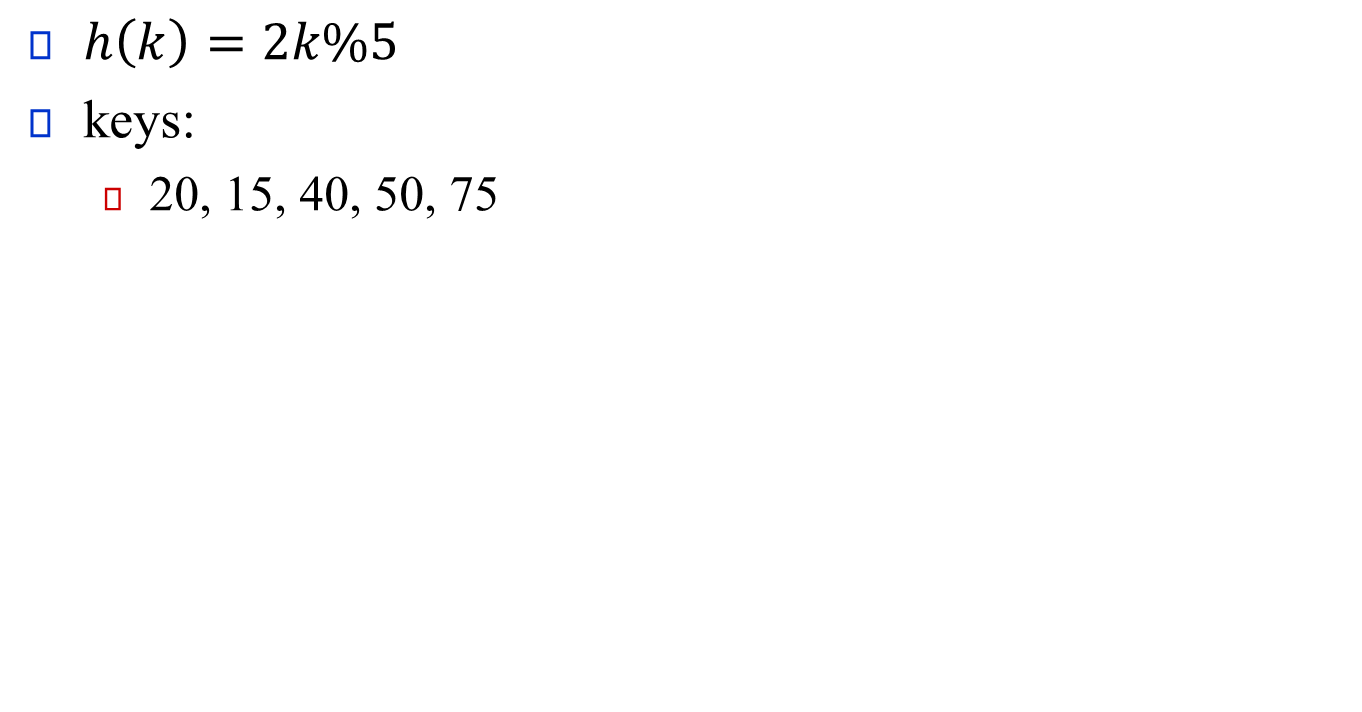 h(k) = 2k%5
keys:
20, 15, 40, 50, 75